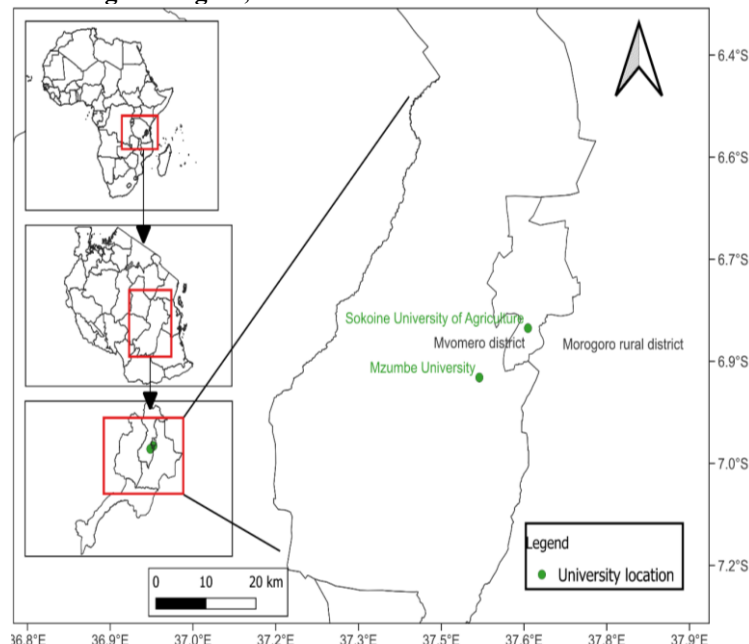 6.4°S
6.6°S
6.7°S
Sokoine University of Agriculture
Mvomero district
Morogoro rural district
6.9°S
Mzumbe University
7.0°S
Legend
University location
7.2°S
0 10 20 km
36.8°E 36.9°E 37.0°E 37.2°E 37.3°E 37.5°E 37.6°E 37.8°E 37.9°E